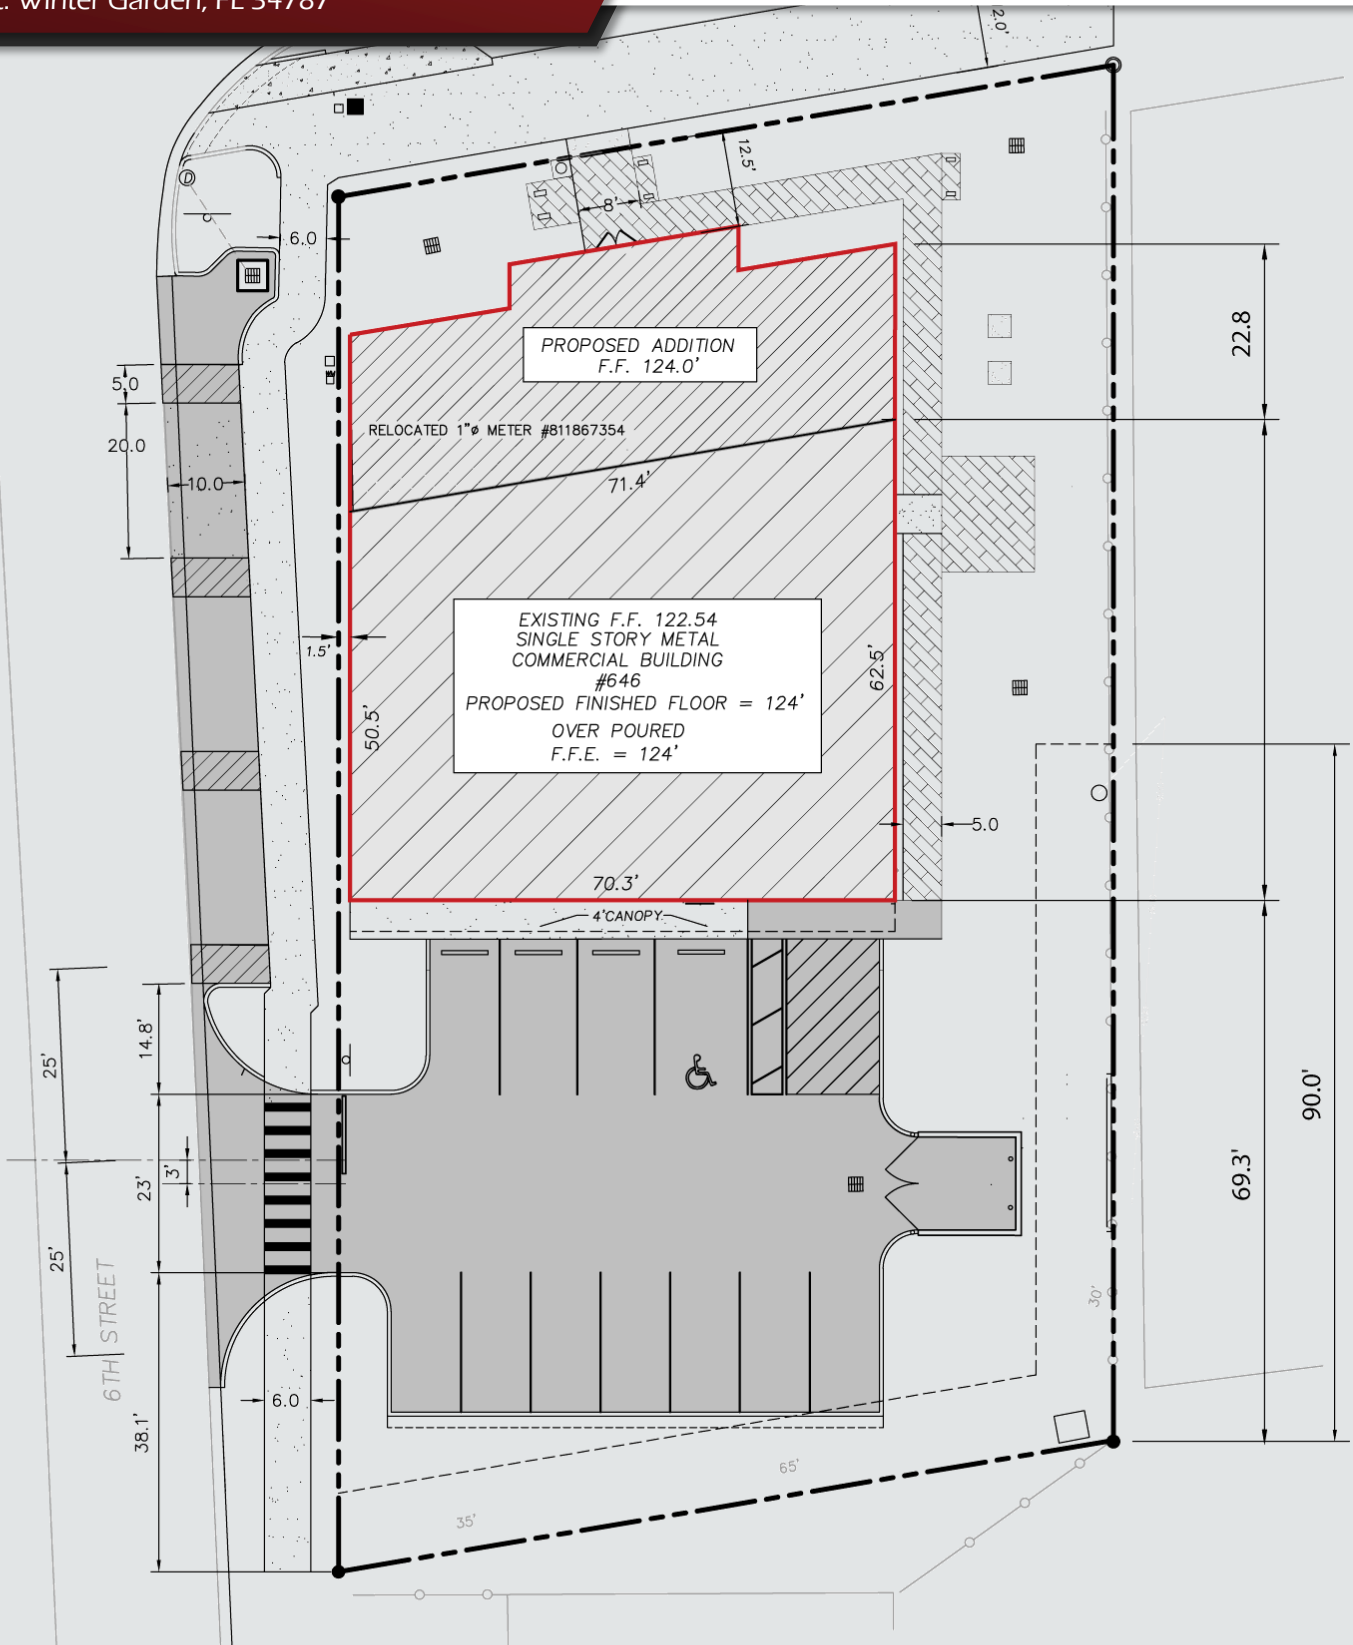 Winter Garden, FL 34787
2.0'
12.5'
8'
D
6.0
22.8
PROPOSED ADDITION
F.F. 124.0'
5.0
RELOCATED 1"ø METER #811867354
20.0
10.0
71.4'
EXISTING F.F. 122.54
SINGLE STORY METAL
COMMERCIAL BUILDING
#646
PROPOSED FINISHED FLOOR = 124'
OVER POURED
F.F.E. = 124'
1.5'
62.5'
50.5'
5.0
70.3'
4'CANOPY
14.8'
25'
90.0'
3'
23'
69.3'
25'
6TH STREET
30'
6.0
38.1'
65'
35'